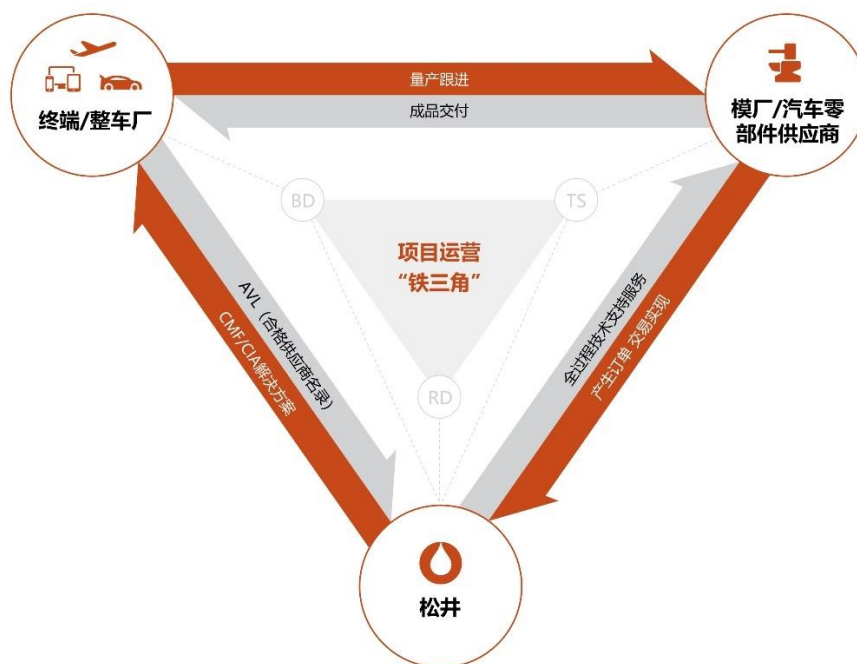 终端/整车厂
量产跟进
成品交付
模厂/汽车零
部件供应商
BD
TS
项目运营
“铁三角”
RD
AVL（合格供应商名录）
CMF/CIA解决方案
全过程技术支持服务
产生订单 交易实现
松井